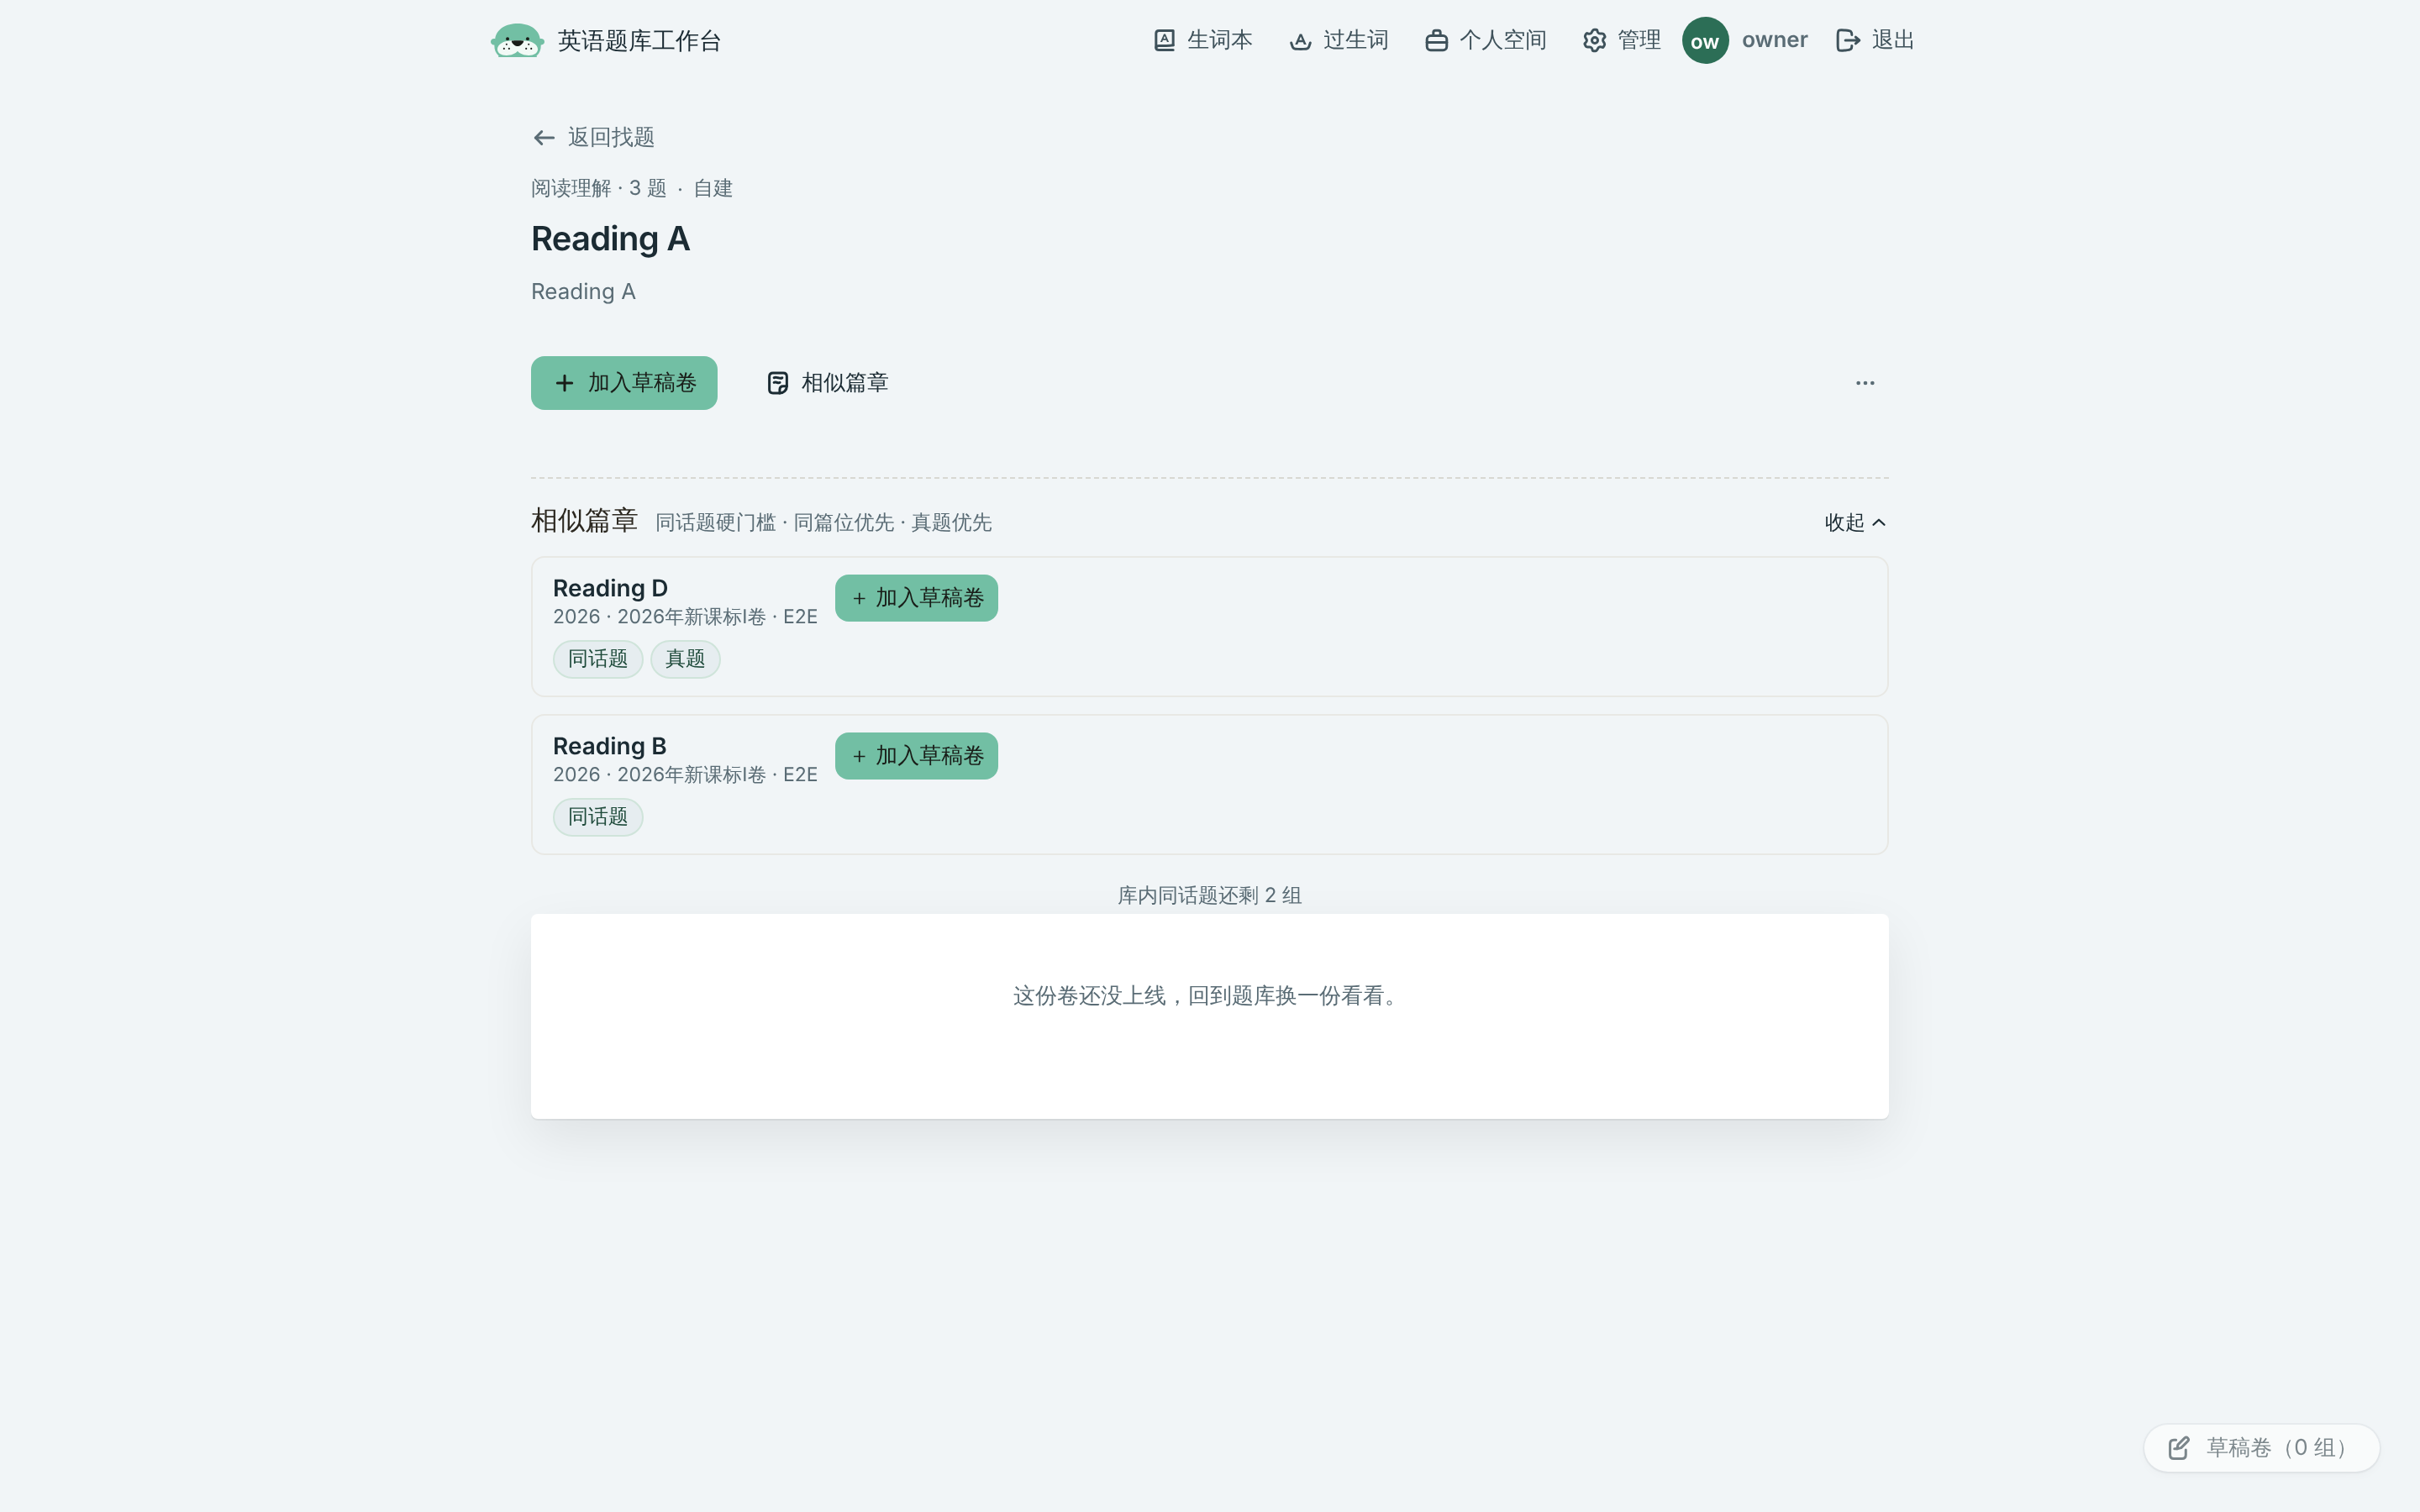 英语题库工作台
生词本 过生词 个人空间 管理 ow owner 退出
返回找题
阅读理解 · 3 题 · 自建
Reading A
Reading A
加入草稿卷 相似篇章 ···
相似篇章 同话题硬门槛 · 同篇位优先 · 真题优先 收起
Reading D
+ 加入草稿卷
2026 · 2026年新课标I卷 · E2E
同话题 真题
Reading B
+ 加入草稿卷
2026 · 2026年新课标I卷 · E2E
同话题
库内同话题还剩 2 组
这份卷还没上线，回到题库换一份看看。
草稿卷（0 组）